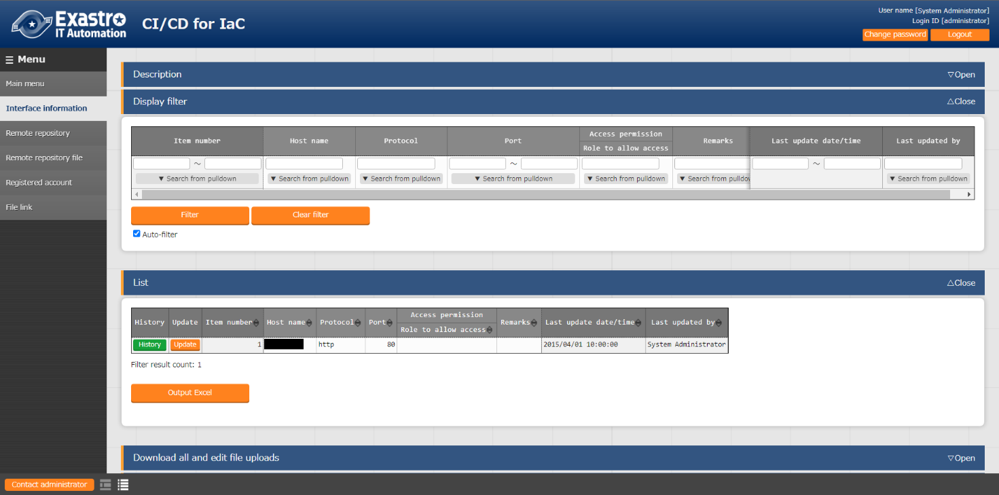 Exastro
IT Automation
CI/CD for IaC
User name [System Administrator]
Login ID [administrator]
Change password
Logout
Menu
Main menu
Interface information
Remote repository
Remote repository file
Registered account
File link
Description
▽Open
Display filter
△Close
Item number
Host name
Protocol
Port
Access permission
Role to allow access
Remarks
Last update date/time
Last updated by
~
~
~
▼ Search from pulldown
▼ Search from pulldown
▼ Search from pulldown
▼ Search from pulldown
▼ Search from pulldown
▼ Search from pulldov
▼ Search from pulldown
Filter
Clear filter
Auto-filter
List
△Close
History
Update
Item number
Host name
Protocol
Port
Access permission
Role to allow access
Remarks
Last update date/time
Last updated by
History
Update
1
http
80
2015/04/01 10:00:00
System Administrator
Filter result count: 1
Output Excel
Download all and edit file uploads
▽Open
Contact administrator